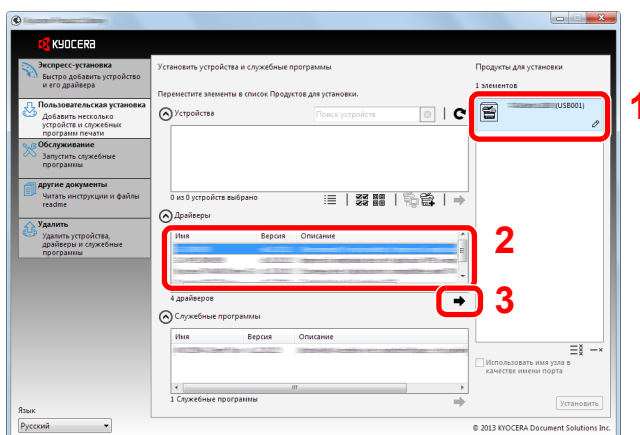 KYOCERA
Экспресс-установка
Быстро добавить устройство
и его драйвера
Пользовательская установка
Добавить несколько
устройств и служебных
программ печати
Обслуживание
Запустить служебные
программы
другие документы
Читать инструкции и файлы
readme
Удалить
Удалить устройства,
драйверы и служебные
программы
Язык
Русский
Установить устройства и служебные программы
Переместите элементы в список Продуктов для установки.
Устройства
Поиск устройств
0 из 0 устройств выбрано
Драйверы
Имя Версия Описание
4 драйверов
Служебные программы
Имя Версия Описание
1 Служебные программы
Продукты для установки
1 элементов
(USB001)
Использовать имя узла в
качестве имени порта
Установить
© 2013 KYOCERA Document Solutions Inc.
1
2
3